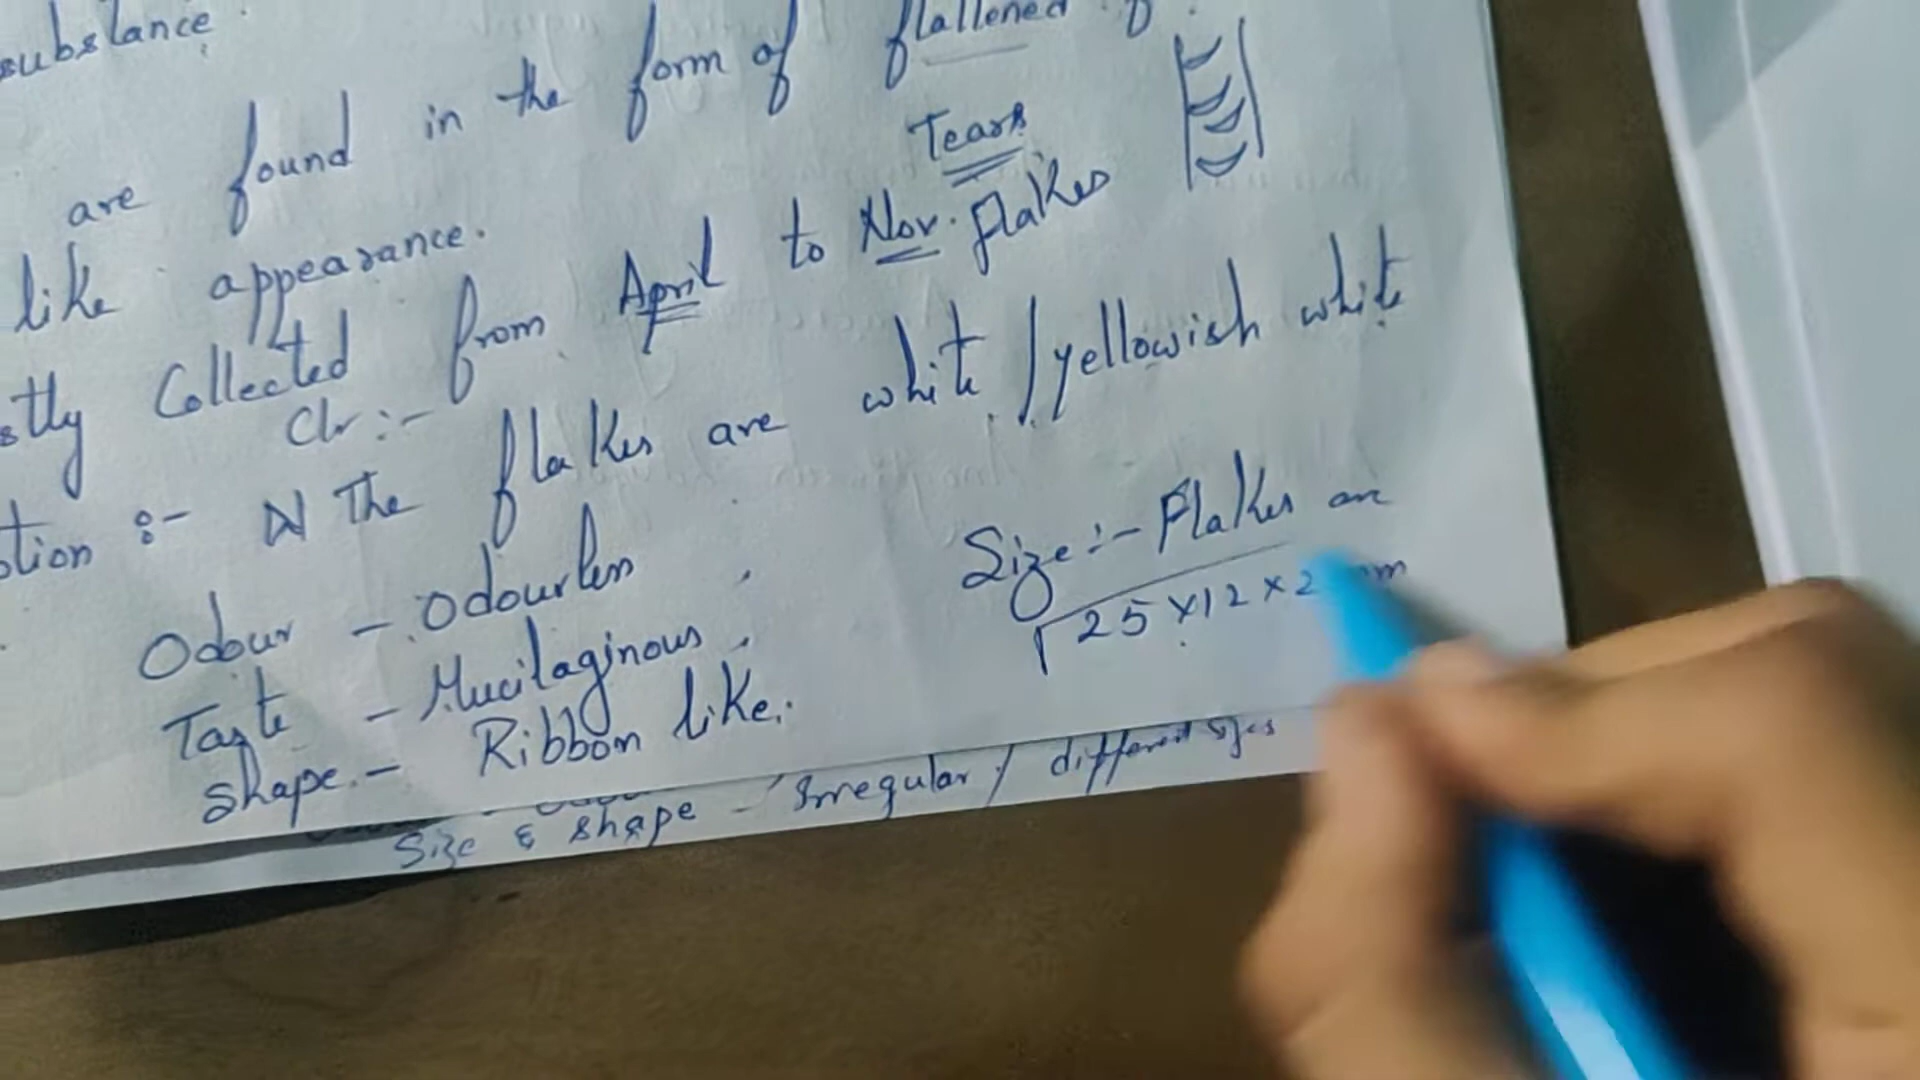 substance.
are found in the form of flattened
Tears
like appearance.
stly Collected from April to Nov. flakes
Clr :-
tion :- The flakes are white / yellowish white
Odour - Odourless
Size :- Flakes are
25 x 12 x 2 mm
Taste - Mucilaginous
shape - Ribbon like.
Size & shape - Irregular / different sizes